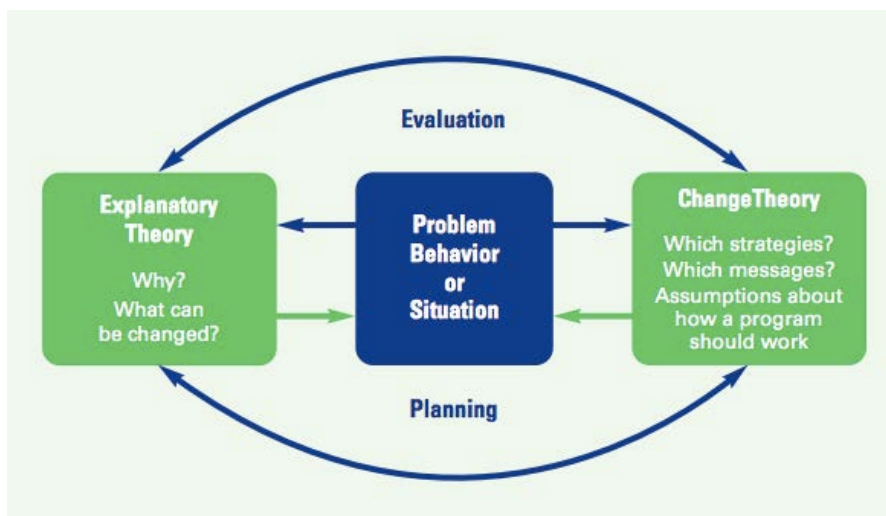 Evaluation
Explanatory
Theory
Why?
What can
be changed?
Problem
Behavior
or
Situation
ChangeTheory
Which strategies?
Which messages?
Assumptions about
how a program
should work
Planning